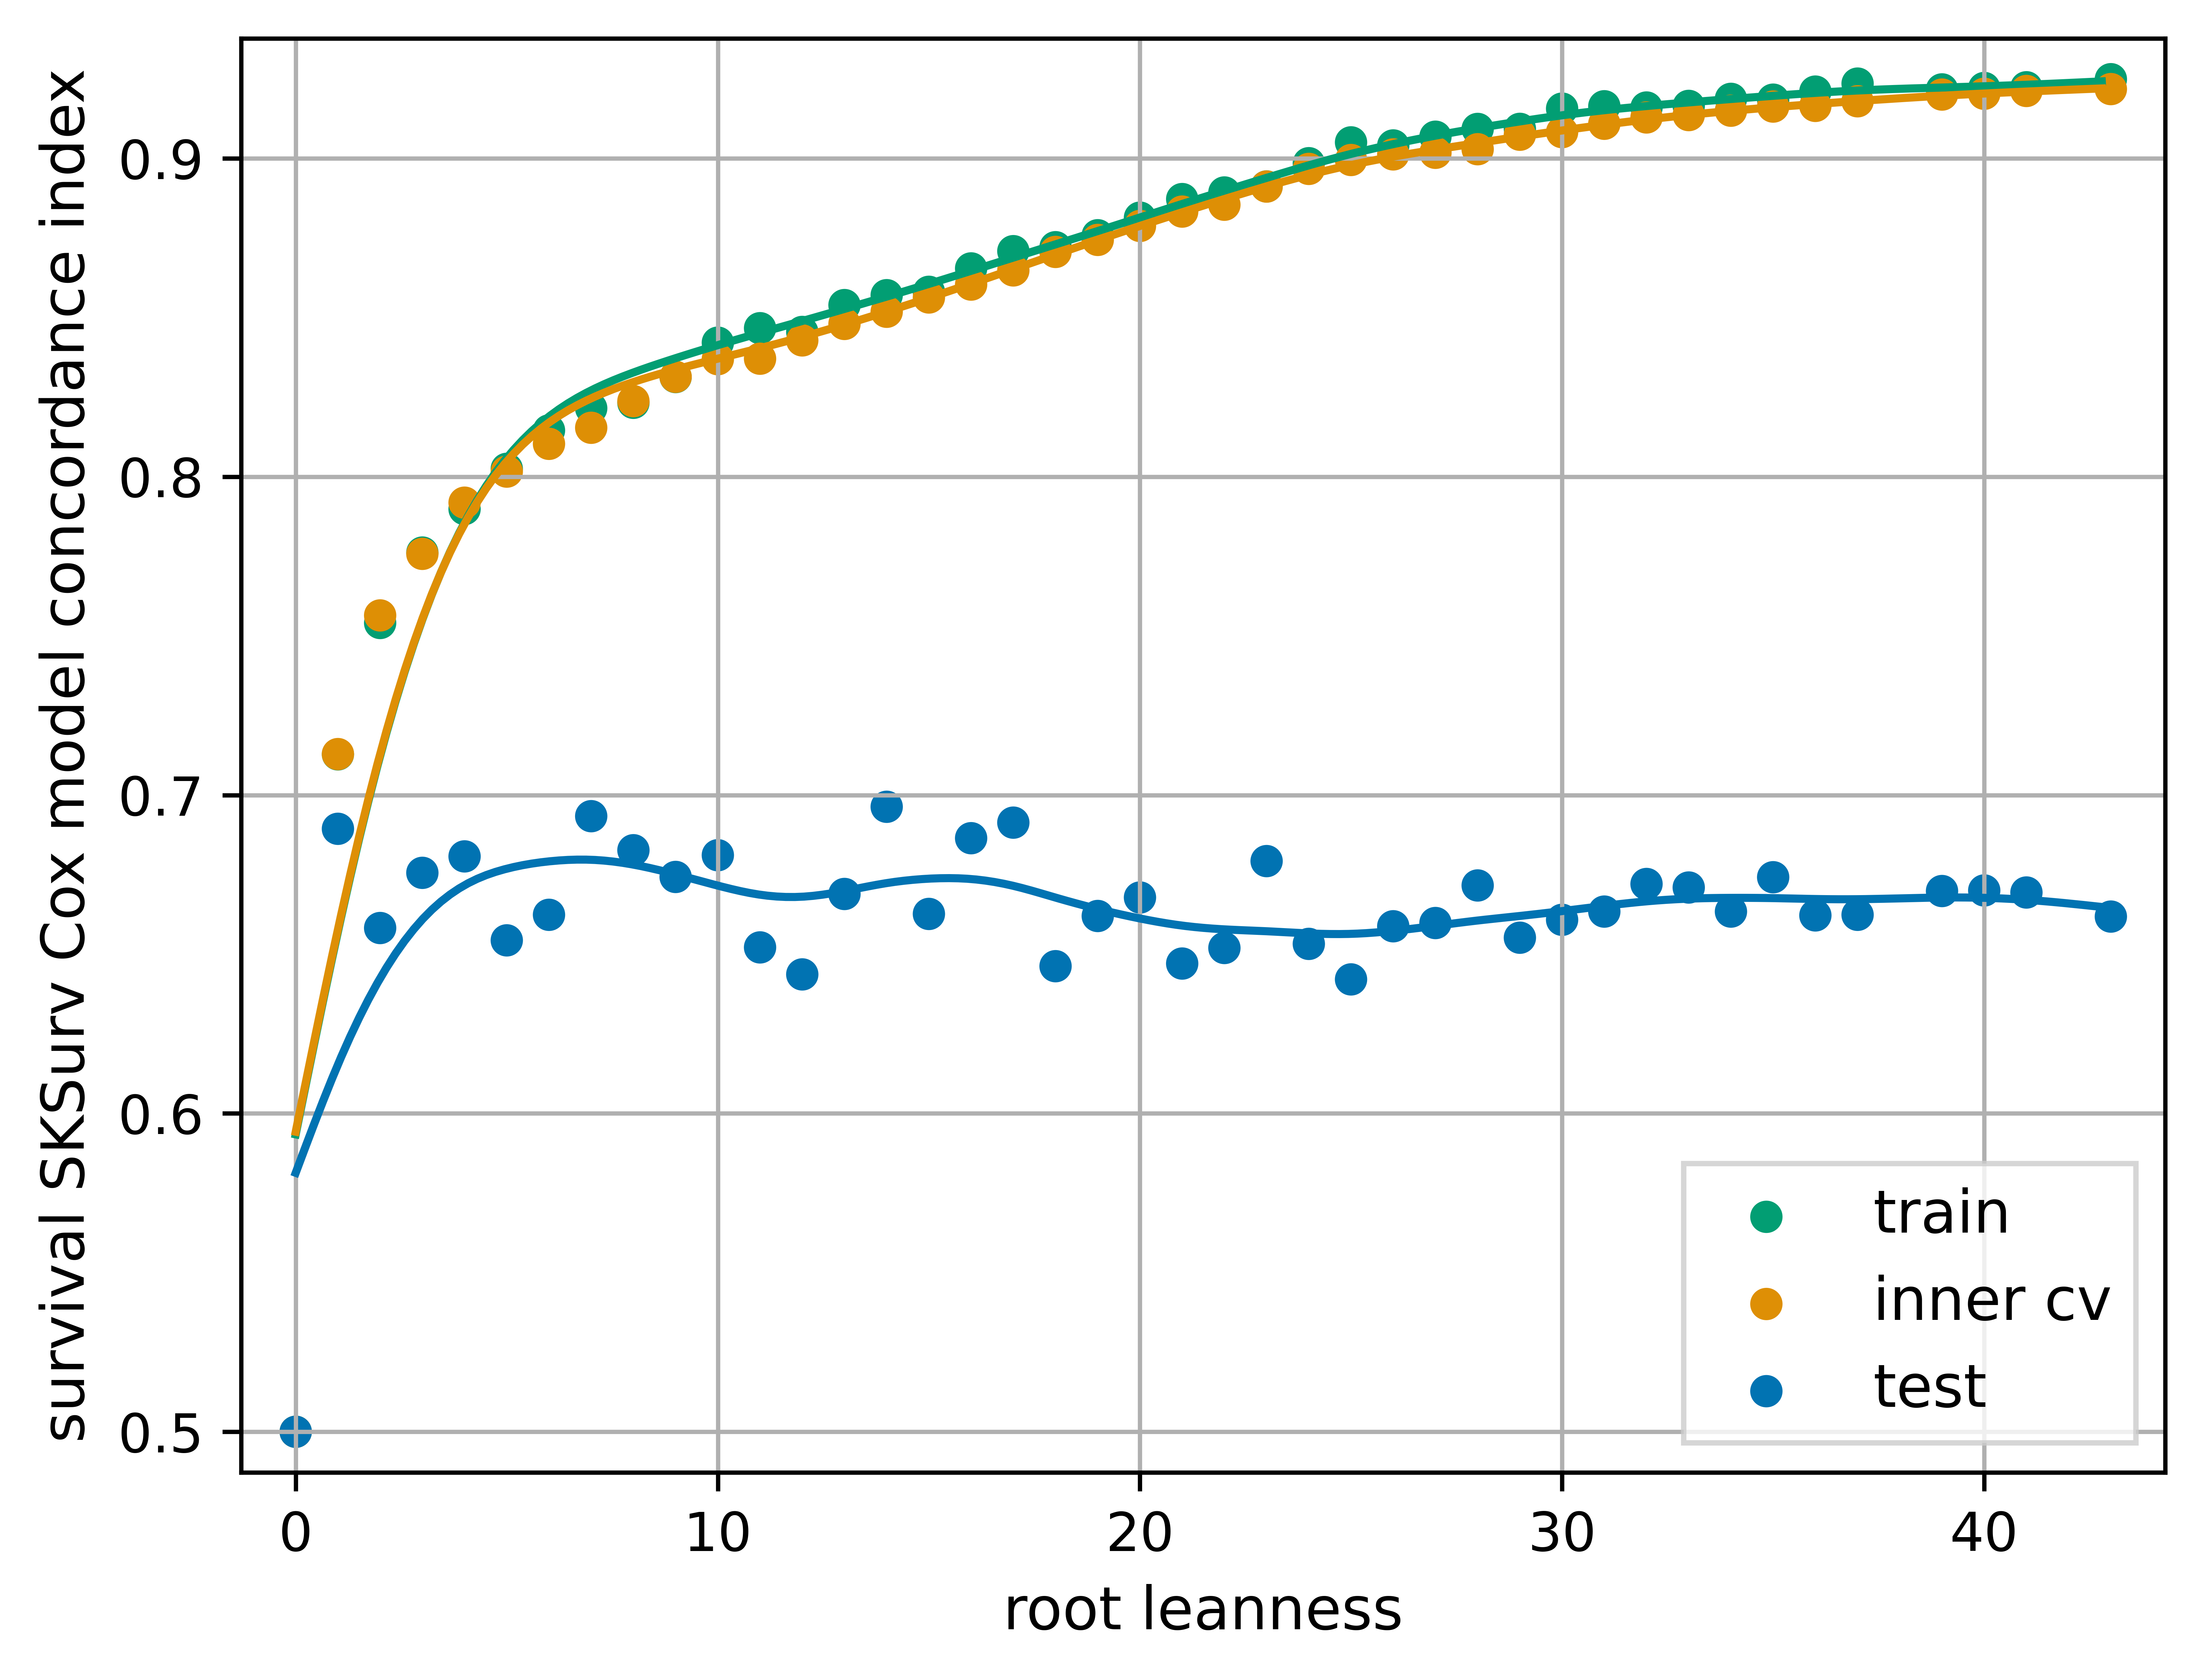 survival SKSurv Cox model concordance index
0.9
0.8
0.7
0.6
0.5
0 10 20 30 40
root leanness
train
inner cv
test